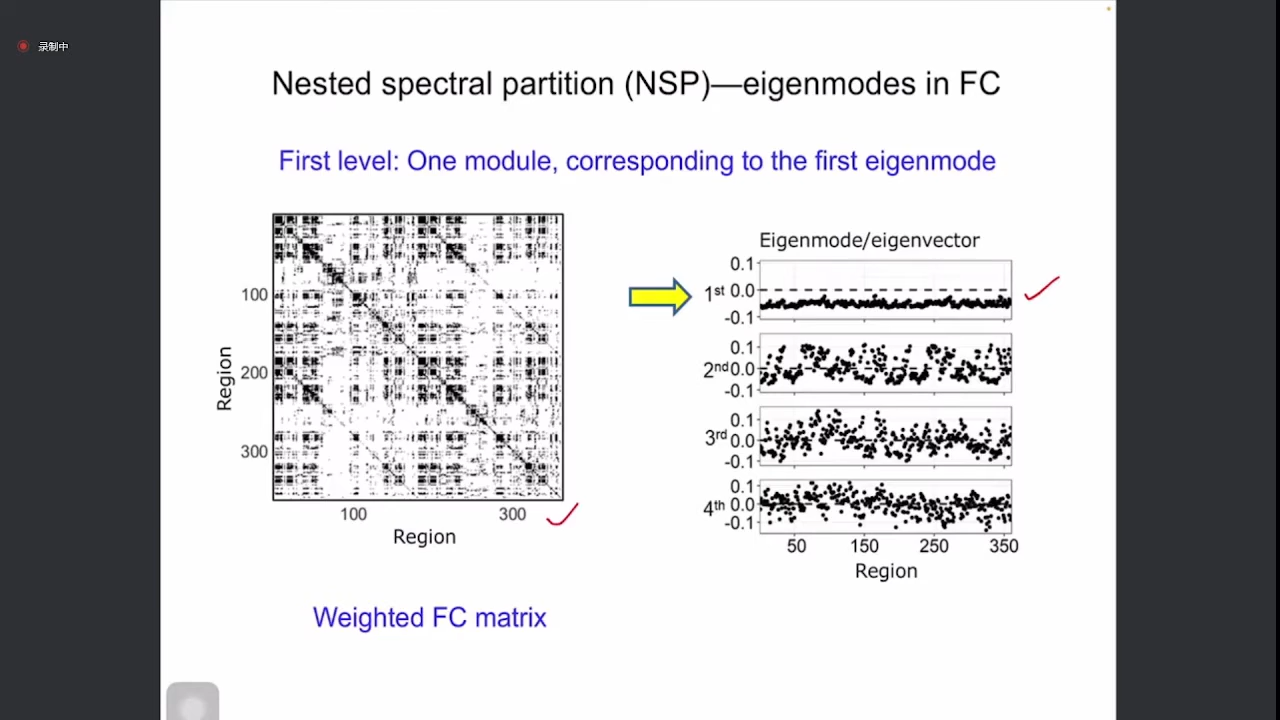 录制中
Nested spectral partition (NSP)—eigenmodes in FC
First level: One module, corresponding to the first eigenmode
Region
100
200
300
100
300
Region
Weighted FC matrix
Eigenmode/eigenvector
1st
0.1
0.0
-0.1
2nd
0.1
0.0
-0.1
3rd
0.1
0.0
-0.1
4th
0.1
0.0
-0.1
50
150
250
350
Region